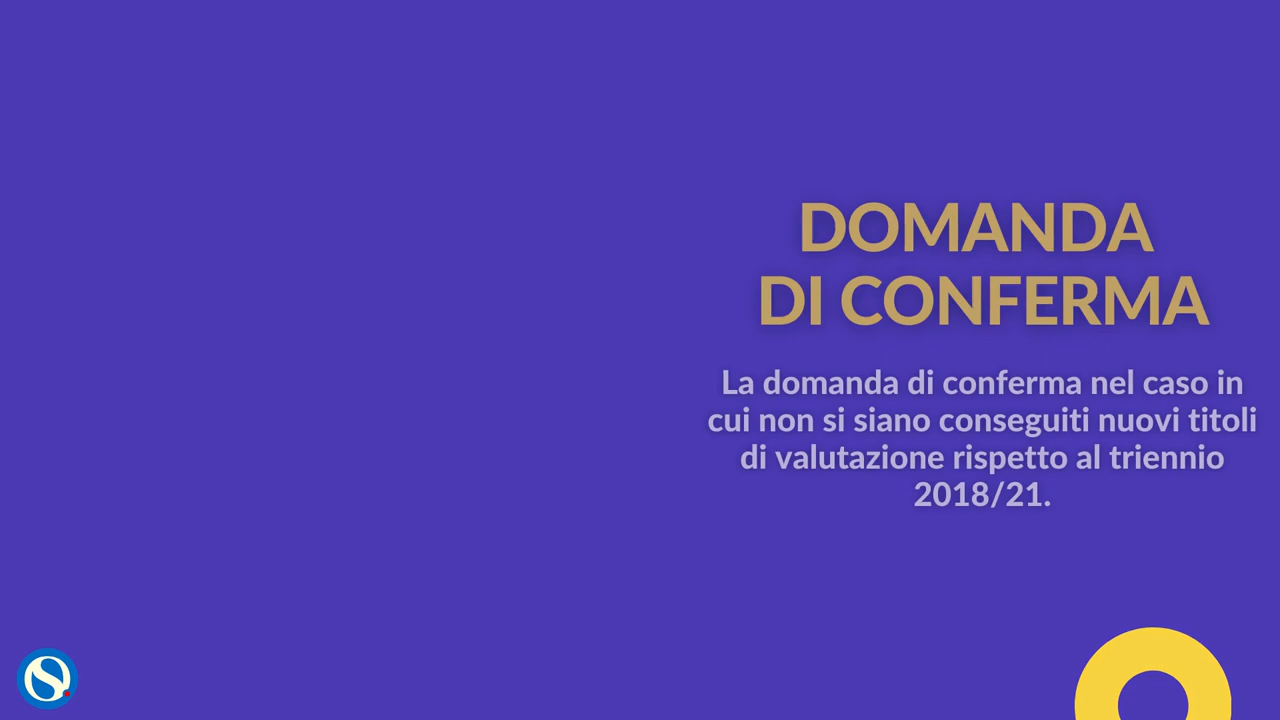 DOMANDA
DI CONFERMA
La domanda di conferma nel caso in
cui non si siano conseguiti nuovi titoli
di valutazione rispetto al triennio
2018/21.
S